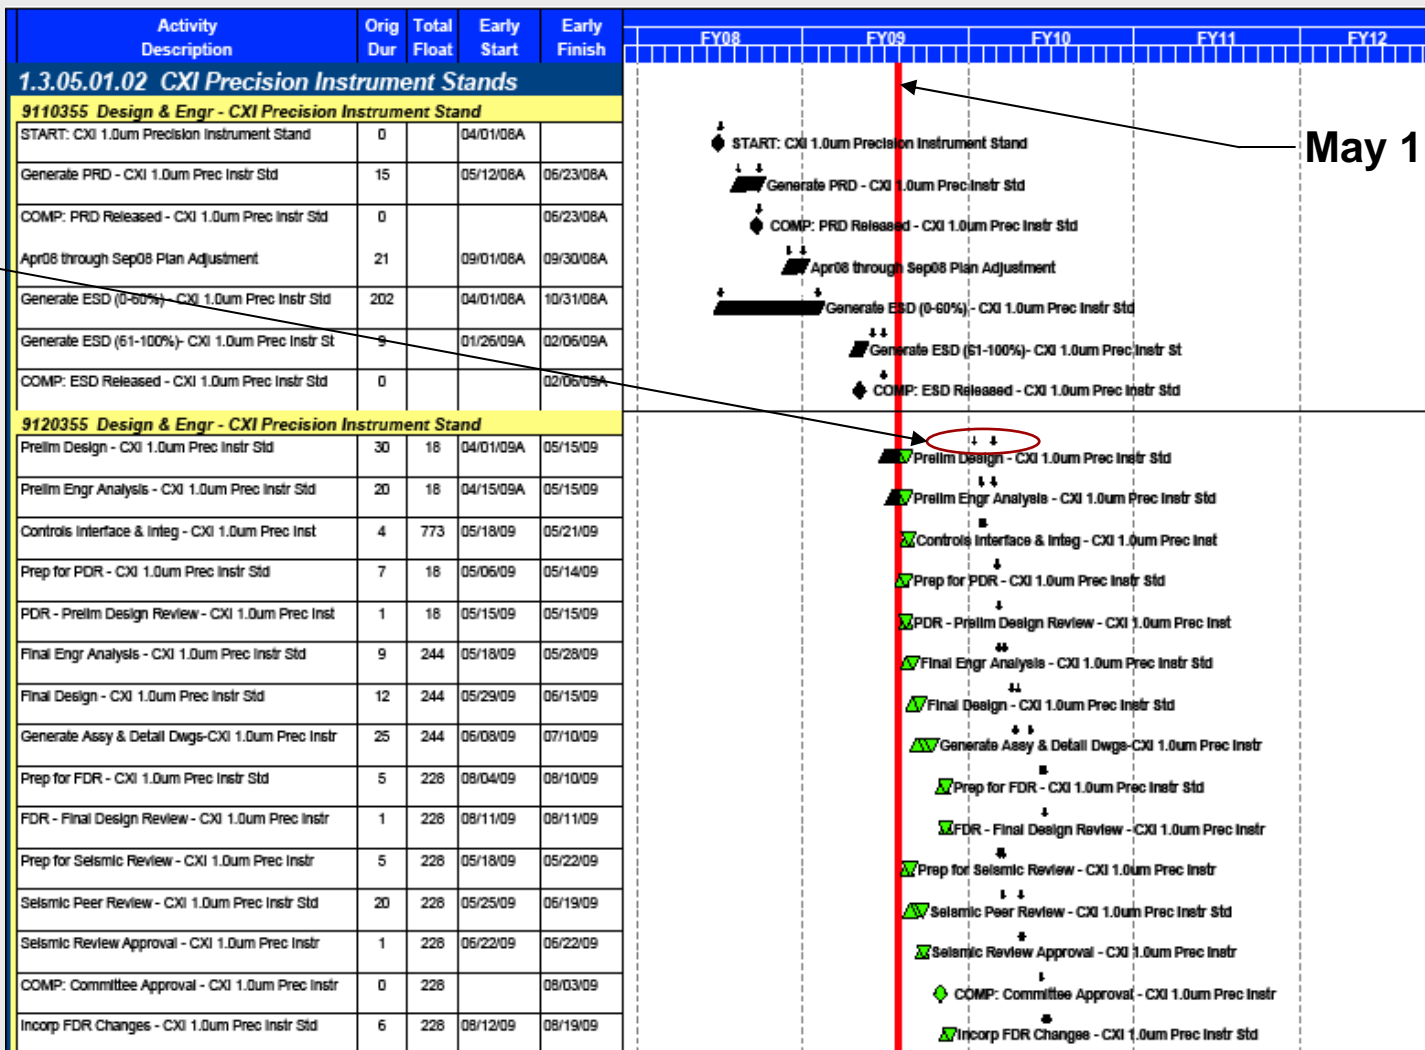 Activity Orig Total Early Early
Description Dur Float Start Finish
FY08 FY09 FY10 FY11 FY12
1.3.05.01.02 CXI Precision Instrument Stands
9110355 Design & Engr - CXI Precision Instrument Stand
START: CXI 1.0um Precision Instrument Stand 0 04/01/08A START: CXI 1.0um Precision Instrument Stand
May 1
Generate PRD - CXI 1.0um Prec Instr Std 15 05/12/08A 06/23/08A Generate PRD - CXI 1.0um Prec Instr Std
COMP: PRD Released - CXI 1.0um Prec Instr Std 0 06/23/08A COMP: PRD Released - CXI 1.0um Prec Instr Std
Apr08 through Sep08 Plan Adjustment 21 09/01/08A 09/30/08A Apr08 through Sep08 Plan Adjustment
Generate ESD (0-60%) - CXI 1.0um Prec Instr Std 202 04/01/08A 10/31/08A Generate ESD (0-60%) - CXI 1.0um Prec Instr Std
Generate ESD (61-100%)- CXI 1.0um Prec Instr St 9 01/26/09A 02/06/09A Generate ESD (61-100%)- CXI 1.0um Prec Instr St
COMP: ESD Released - CXI 1.0um Prec Instr Std 0 02/06/09A COMP: ESD Released - CXI 1.0um Prec Instr Std
9120355 Design & Engr - CXI Precision Instrument Stand
Prelim Design - CXI 1.0um Prec Instr Std 30 18 04/01/09A 05/15/09 Prelim Design - CXI 1.0um Prec Instr Std
Prelim Engr Analysis - CXI 1.0um Prec Instr Std 20 18 04/15/09A 05/15/09 Prelim Engr Analysis - CXI 1.0um Prec Instr Std
Controls Interface & Integ - CXI 1.0um Prec Inst 4 773 05/18/09 05/21/09 Controls Interface & Integ - CXI 1.0um Prec Inst
Prep for PDR - CXI 1.0um Prec Instr Std 7 18 05/06/09 05/14/09 Prep for PDR - CXI 1.0um Prec Instr Std
PDR - Prelim Design Review - CXI 1.0um Prec Inst 1 18 05/15/09 05/15/09 PDR - Prelim Design Review - CXI 1.0um Prec Inst
Final Engr Analysis - CXI 1.0um Prec Instr Std 9 244 05/18/09 05/28/09 Final Engr Analysis - CXI 1.0um Prec Instr Std
Final Design - CXI 1.0um Prec Instr Std 12 244 05/29/09 06/15/09 Final Design - CXI 1.0um Prec Instr Std
Generate Assy & Detail Dwgs-CXI 1.0um Prec Instr 25 244 06/08/09 07/10/09 Generate Assy & Detail Dwgs-CXI 1.0um Prec Instr
Prep for FDR - CXI 1.0um Prec Instr Std 5 228 08/04/09 08/10/09 Prep for FDR - CXI 1.0um Prec Instr Std
FDR - Final Design Review - CXI 1.0um Prec Instr 1 228 08/11/09 08/11/09 FDR - Final Design Review - CXI 1.0um Prec Instr
Prep for Seismic Review - CXI 1.0um Prec Instr 5 228 05/18/09 05/22/09 Prep for Seismic Review - CXI 1.0um Prec Instr
Seismic Peer Review - CXI 1.0um Prec Instr Std 20 228 05/25/09 06/19/09 Seismic Peer Review - CXI 1.0um Prec Instr Std
Seismic Review Approval - CXI 1.0um Prec Instr 1 228 06/22/09 06/22/09 Seismic Review Approval - CXI 1.0um Prec Instr
COMP: Committee Approval - CXI 1.0um Prec Instr 0 228 08/03/09 COMP: Committee Approval - CXI 1.0um Prec Instr
Incorp FDR Changes - CXI 1.0um Prec Instr Std 6 228 08/12/09 08/19/09 Incorp FDR Changes - CXI 1.0um Prec Instr Std